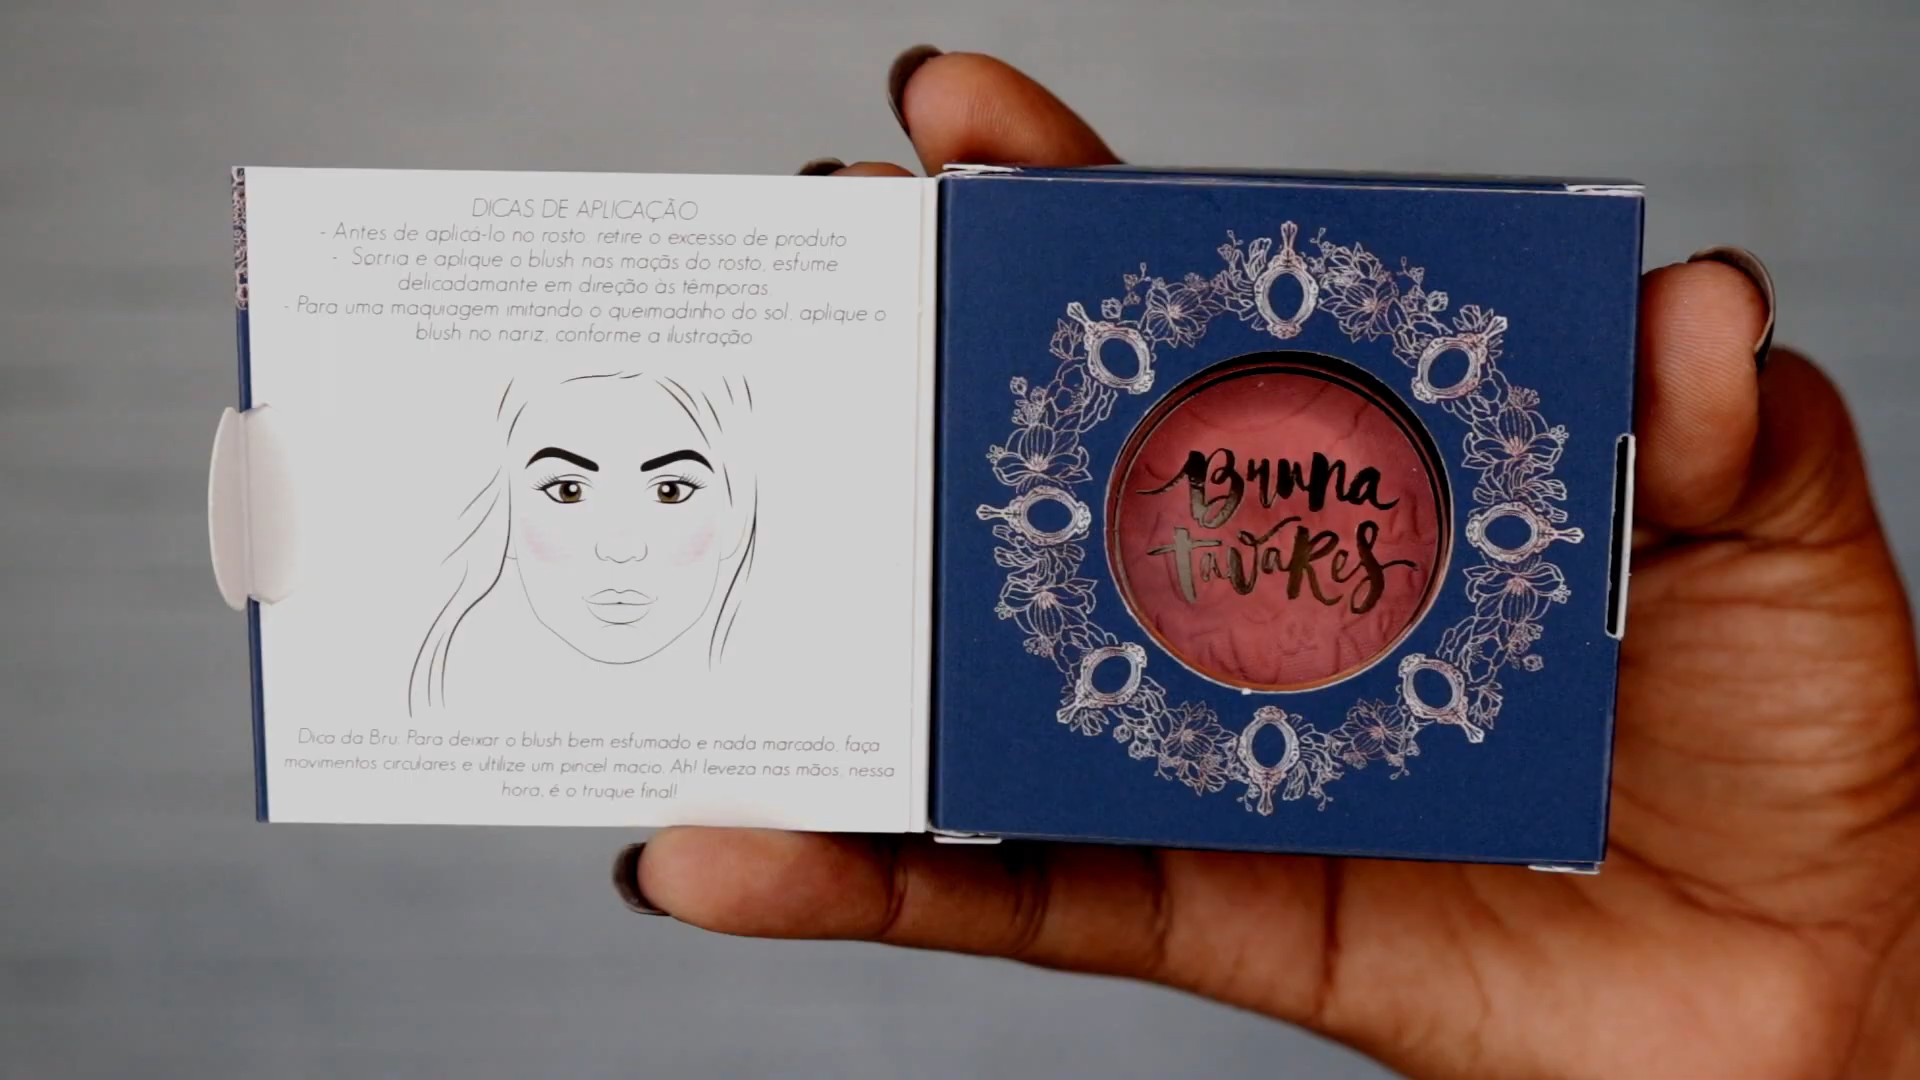 DICAS DE APLICAÇÃO
- Antes de aplicá-lo no rosto, retire o excesso de produto
- Sorria e aplique o blush nas maçãs do rosto, esfume
delicadamante em direção às têmporas.
- Para uma maquiagem imitando o queimadinho do sol, aplique o
blush no nariz, conforme a ilustração
Dica da Bru: Para deixar o blush bem esfumado e nada marcado, faça
movimentos circulares e ultilize um pincel macio. Ah! leveza nas mãos, nessa
hora, é o truque final!
Bruna
tavares